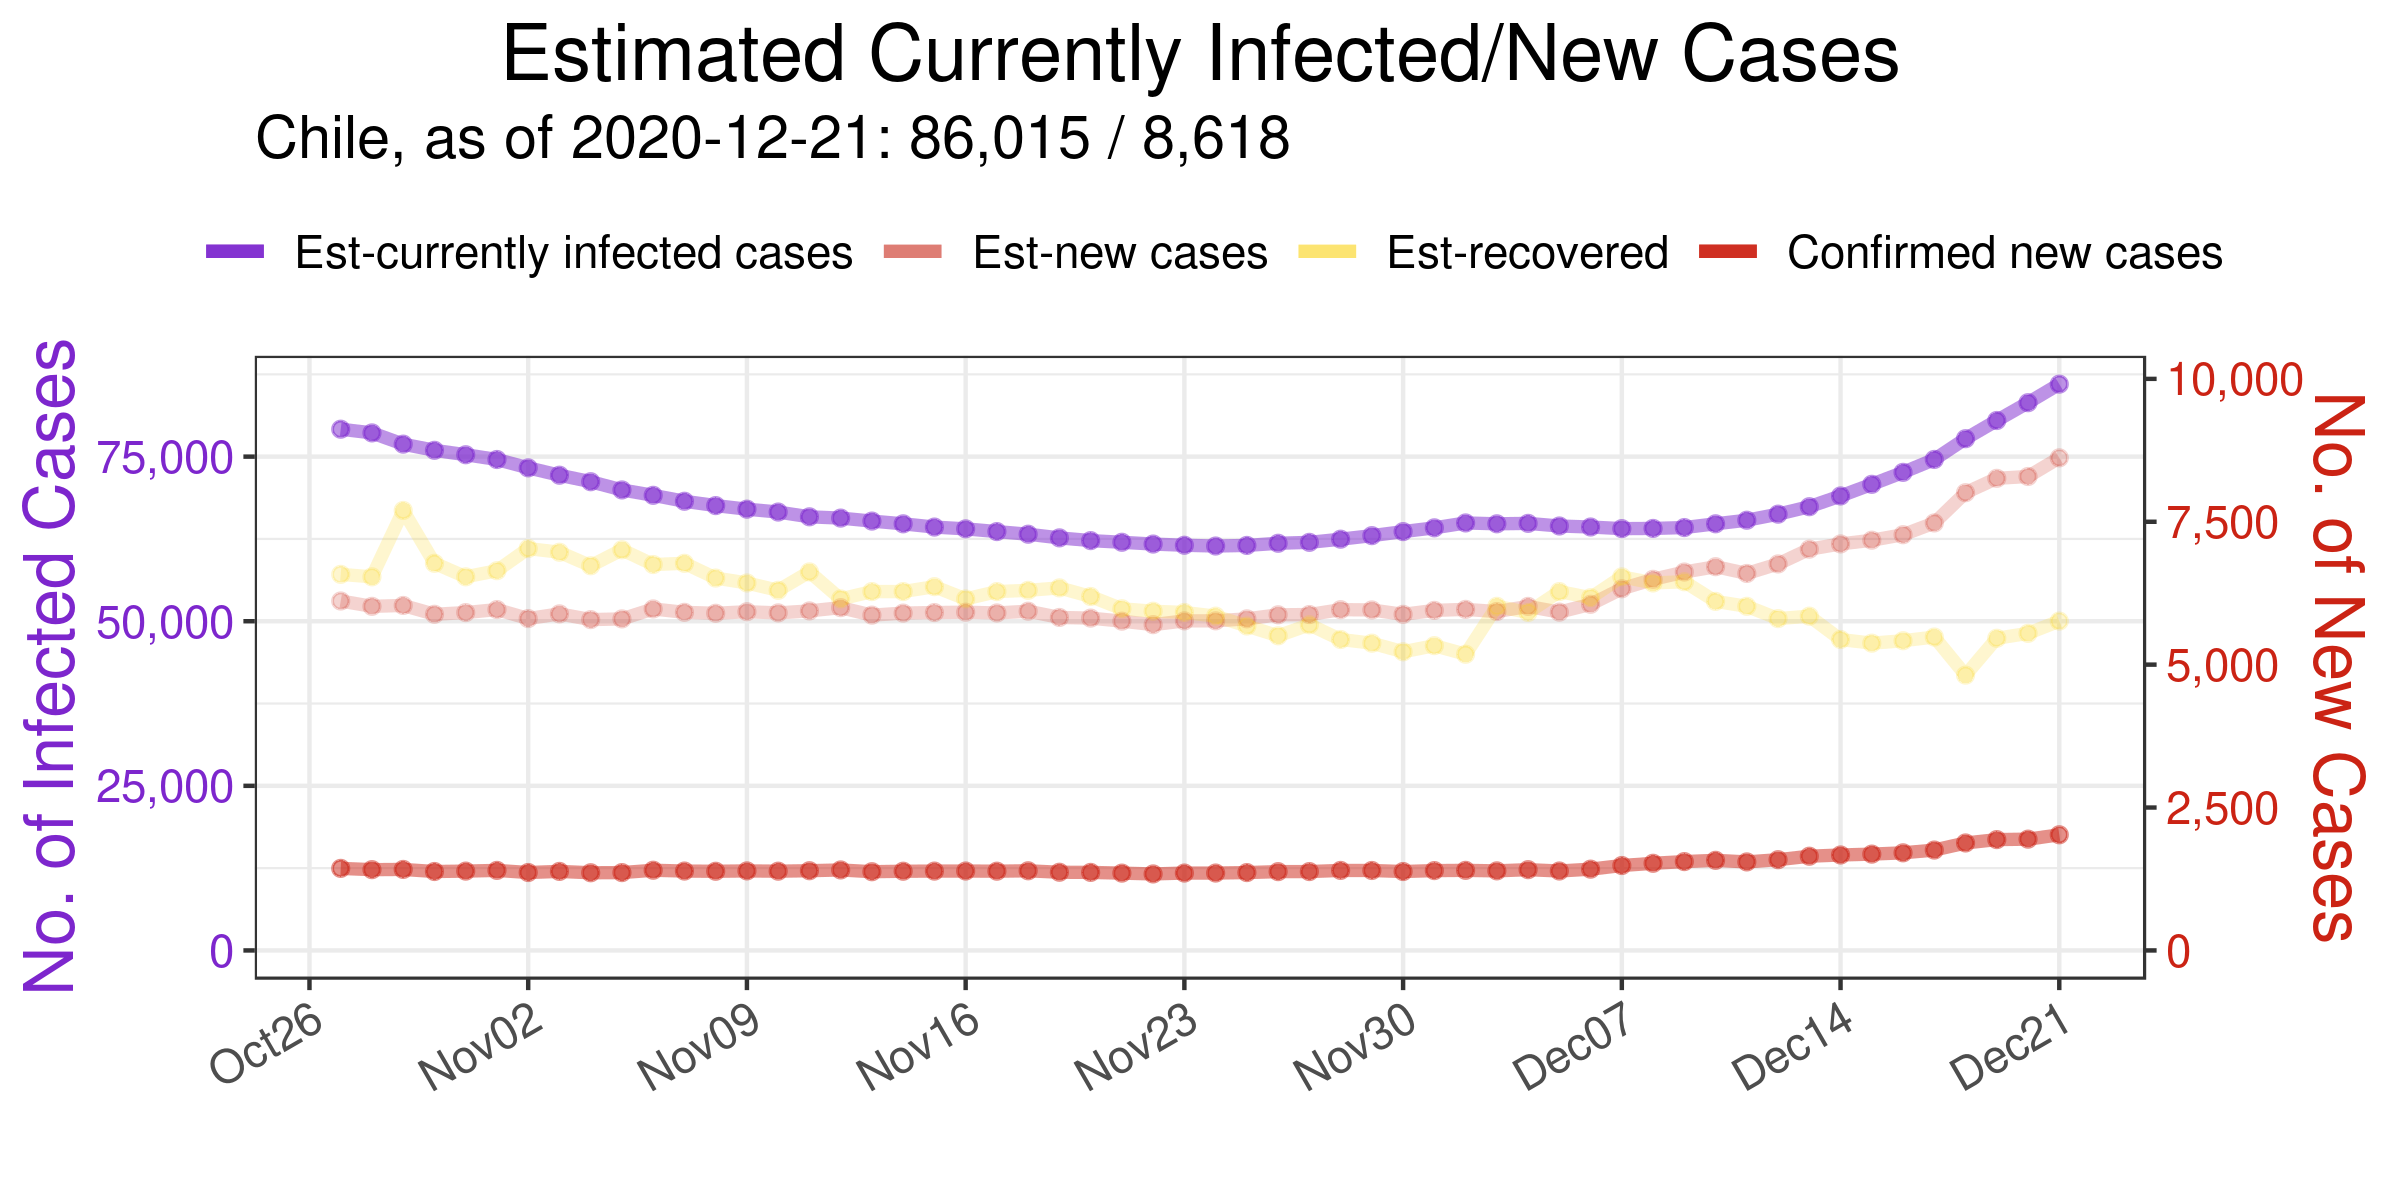 Estimated Currently Infected/New Cases
Chile, as of 2020-12-21: 86,015 / 8,618
Est-currently infected cases Est-new cases Est-recovered Confirmed new cases
No. of Infected Cases
75,000
50,000
25,000
0
10,000
7,500
5,000
2,500
0
No. of New Cases
Oct26 Nov02 Nov09 Nov16 Nov23 Nov30 Dec07 Dec14 Dec21